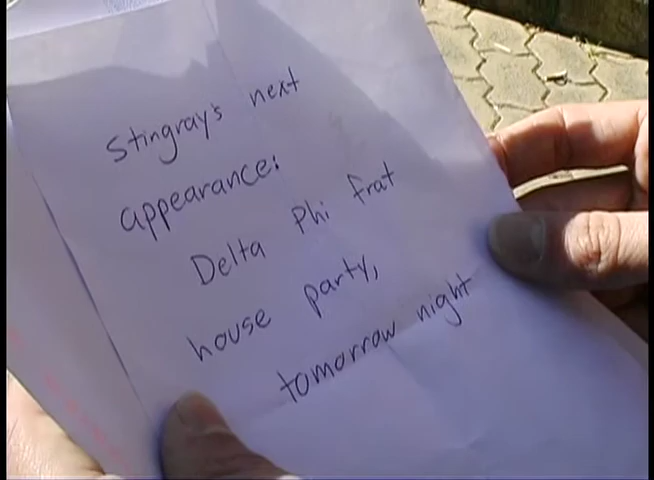 Stingray's next
appearance:
Delta Phi frat
house party,
tomorrow night